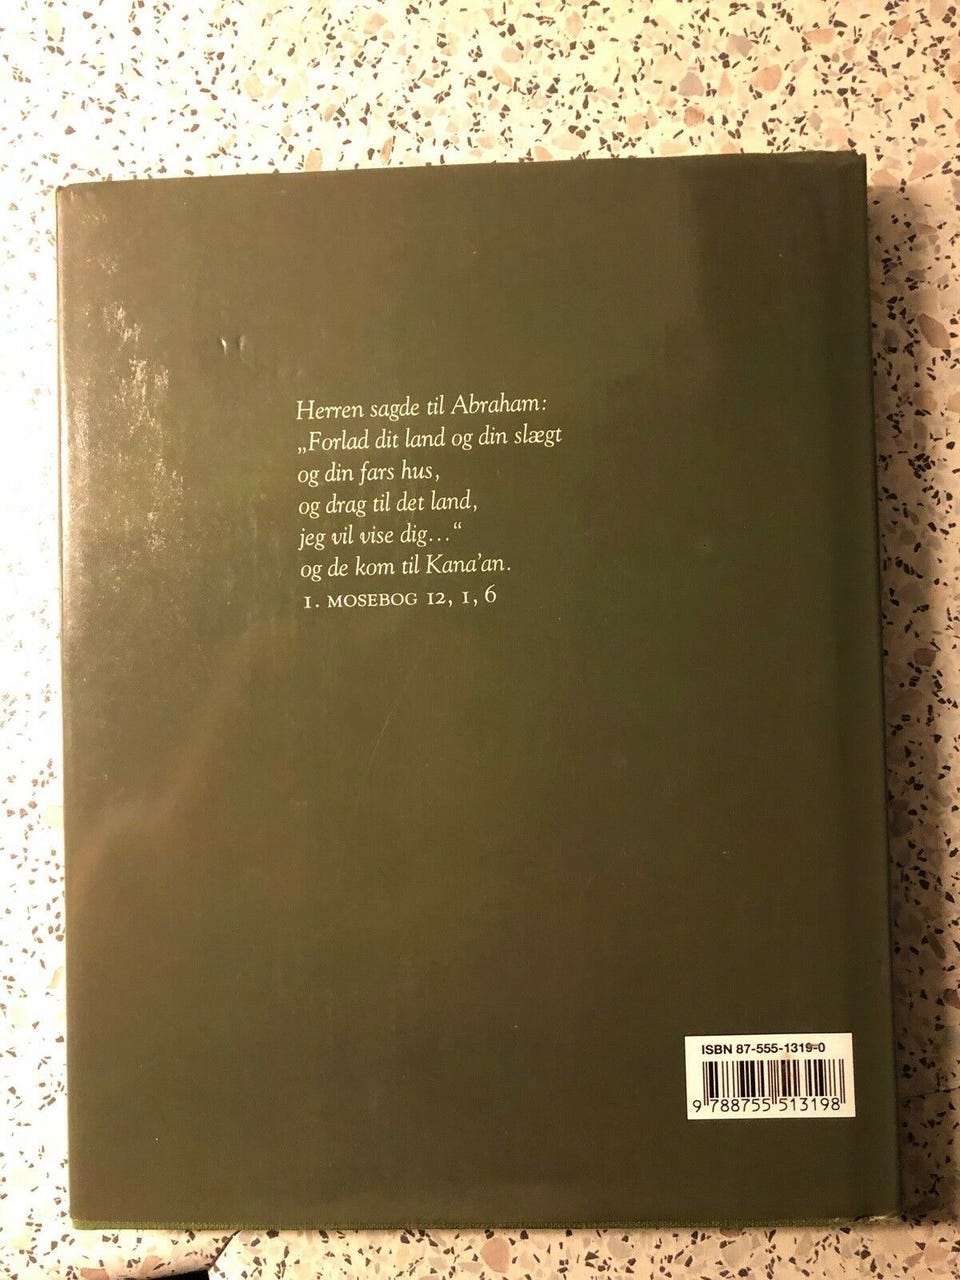 Herren sagde til Abraham:
„Forlad dit land og din slægt
og din fars hus,
og drag til det land,
jeg vil vise dig...“
og de kom til Kana'an.
1. MOSEBOG 12, 1, 6
ISBN 87-555-1319-0
9 788755 513198